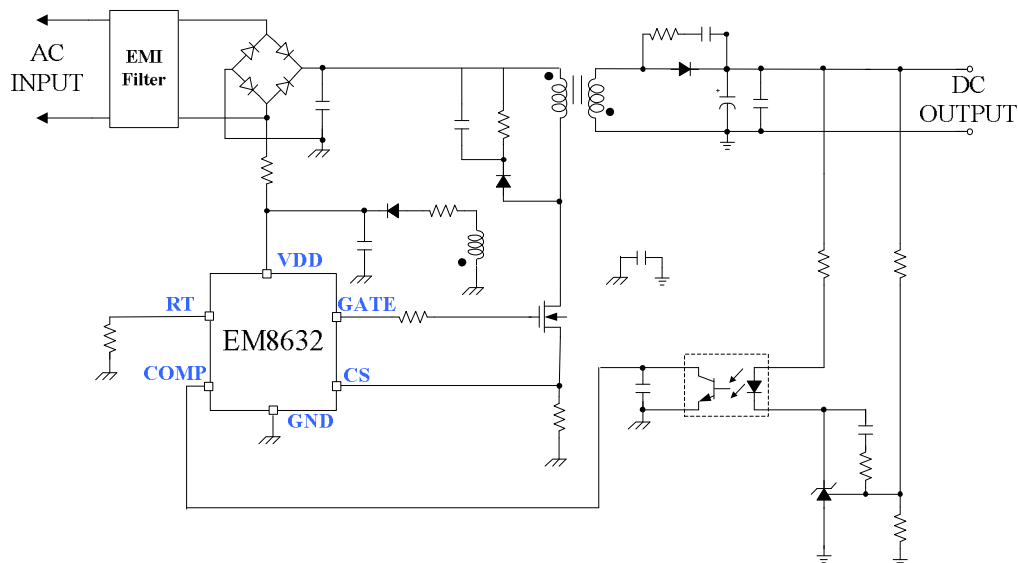 AC
INPUT
EMI
Filter
DC
OUTPUT
+
VDD
RT
GATE
EM8632
COMP
CS
GND